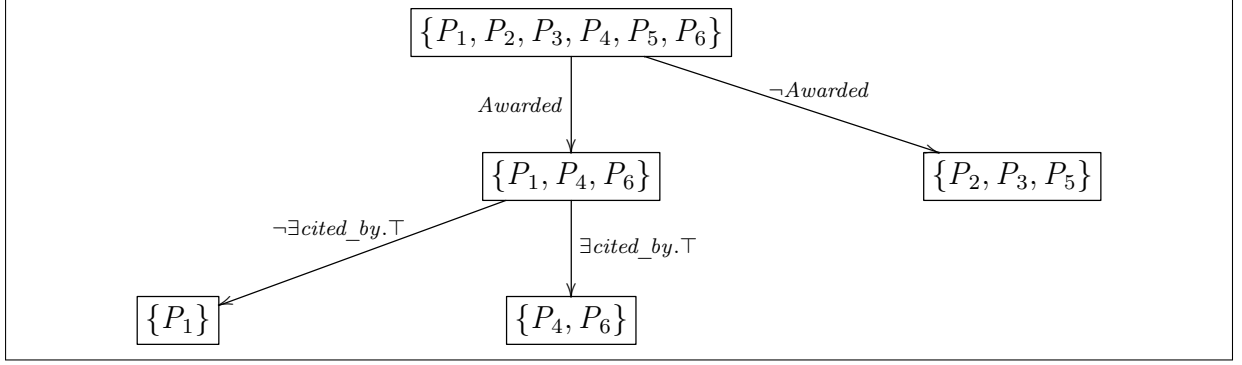 {P₁, P₂, P₃, P₄, P₅, P₆}
Awarded
¬Awarded
{P₁, P₄, P₆}
{P₂, P₃, P₅}
¬∃cited_by.⊤
∃cited_by.⊤
{P₁}
{P₄, P₆}